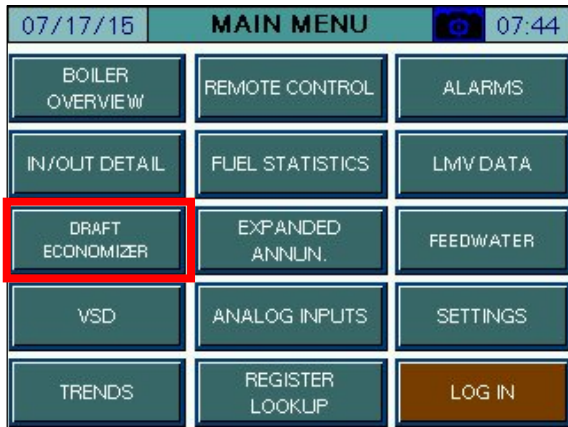 07/17/15 MAIN MENU 07:44
BOILER
OVERVIEW
REMOTE CONTROL
ALARMS
IN/OUT DETAIL
FUEL STATISTICS
LMV DATA
DRAFT
ECONOMIZER
EXPANDED
ANNUN.
FEEDWATER
VSD
ANALOG INPUTS
SETTINGS
TRENDS
REGISTER
LOOKUP
LOG IN